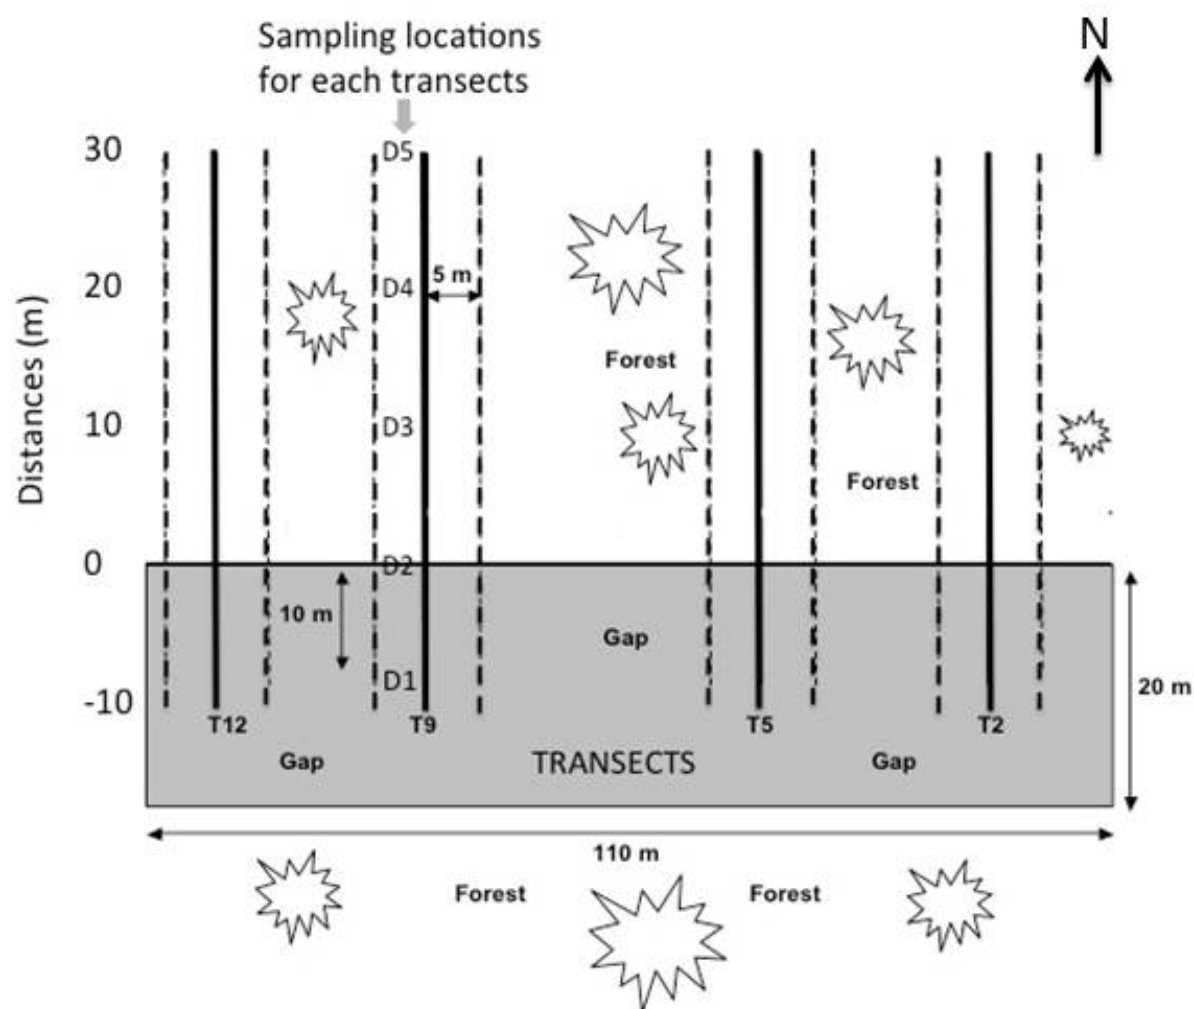 Sampling locations
for each transects
N
30
D5
20
D4
5 m
Forest
10
D3
Forest
Distances (m)
0
D2
10 m
Gap
D1
-10
20 m
T12
T9
T5
T2
Gap
TRANSECTS
Gap
110 m
Forest
Forest